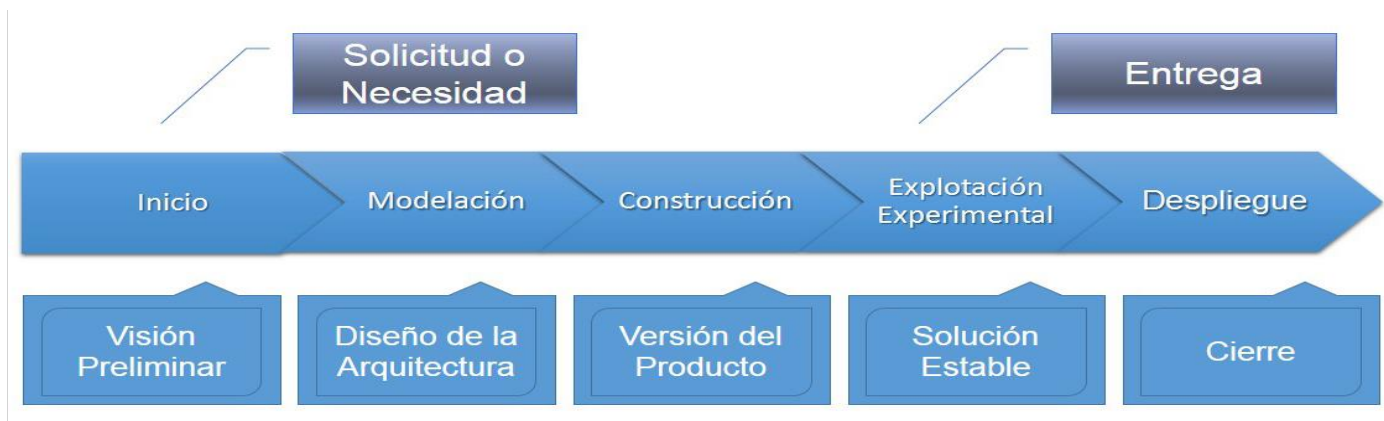 Solicitud o
Necesidad
Entrega
Inicio
Modelación
Construcción
Explotación
Experimental
Despliegue
Visión
Preliminar
Diseño de la
Arquitectura
Versión del
Producto
Solución
Estable
Cierre